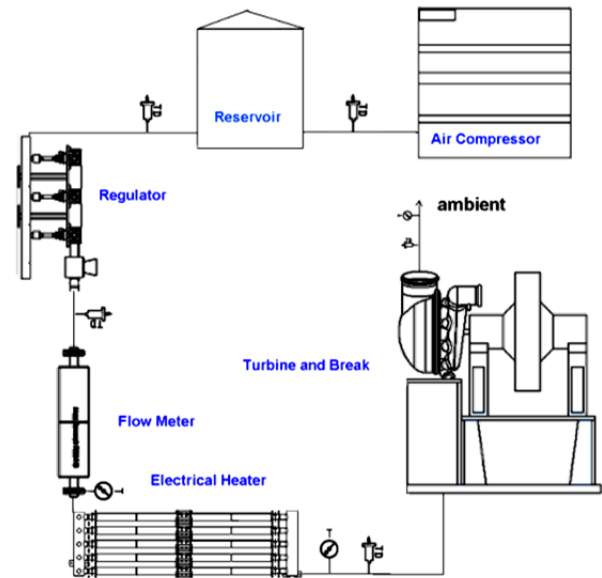 Reservoir
Air Compressor
Regulator
ambient
Turbine and Break
Flow Meter
Electrical Heater
T
T